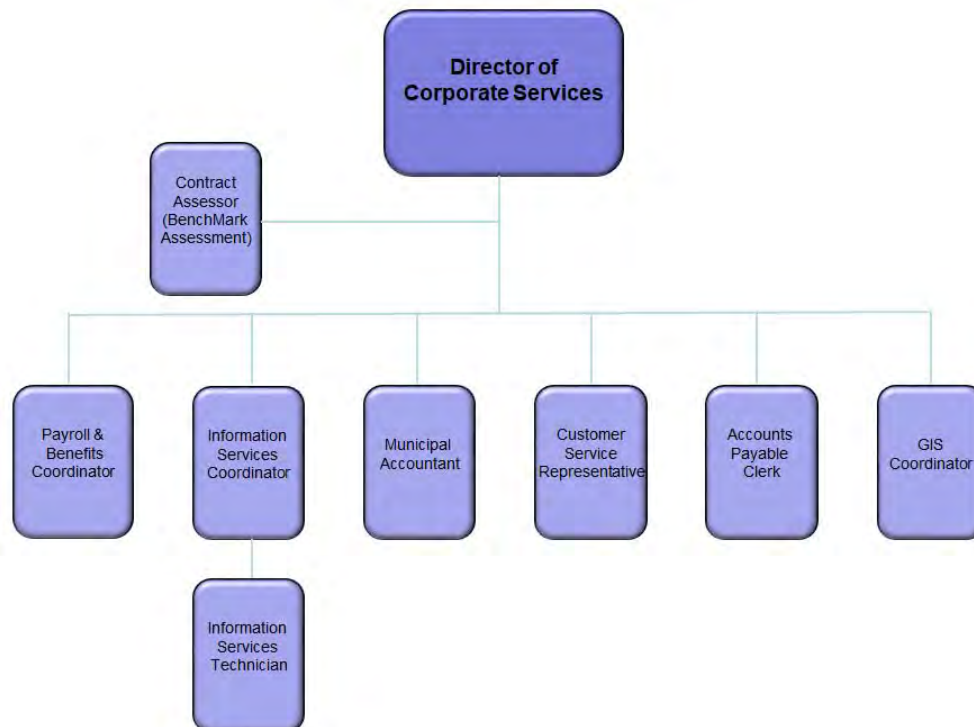 Director of
Corporate Services
Contract
Assessor
(BenchMark
Assessment)
Payroll &
Benefits
Coordinator
Information
Services
Coordinator
Municipal
Accountant
Customer
Service
Representative
Accounts
Payable
Clerk
GIS
Coordinator
Information
Services
Technician